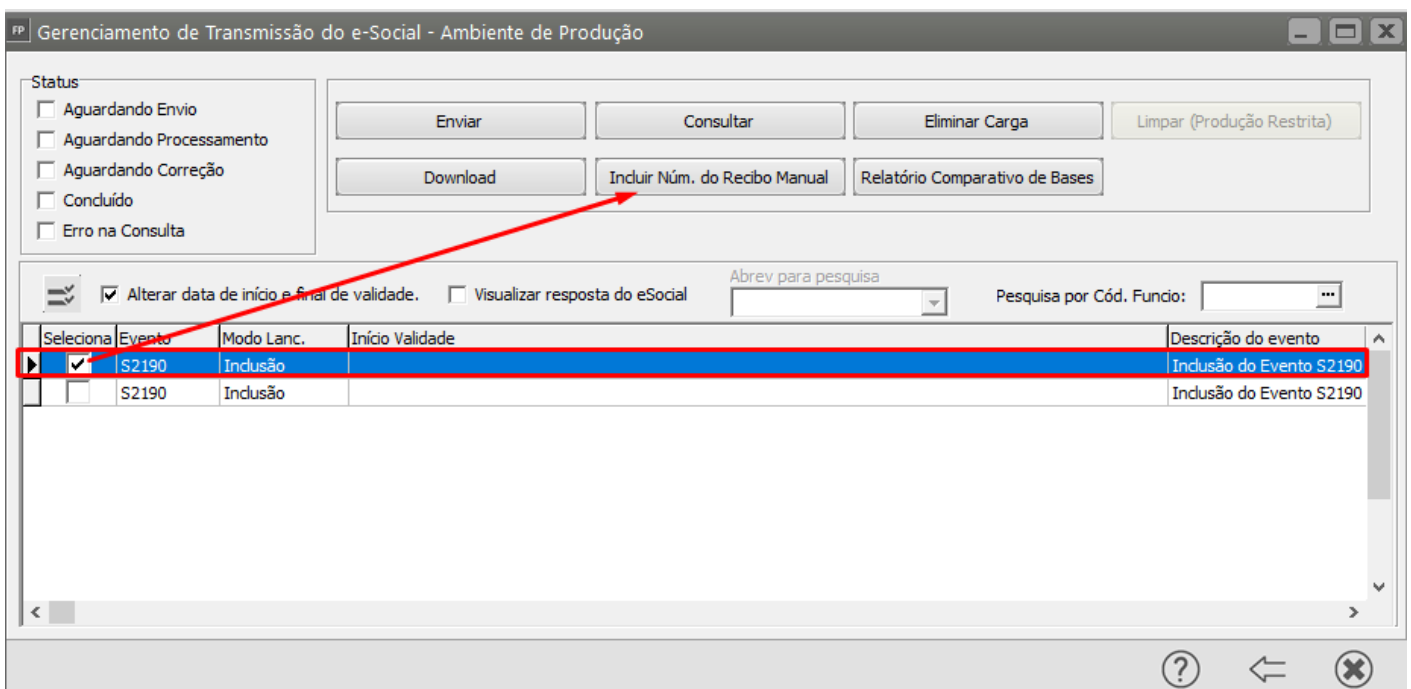 FP Gerenciamento de Transmissão do e-Social - Ambiente de Produção
Status
Aguardando Envio
Aguardando Processamento
Aguardando Correção
Concluído
Erro na Consulta
Enviar Consultar Eliminar Carga Limpar (Produção Restrita)
Download Incluir Núm. do Recibo Manual Relatório Comparativo de Bases
Alterar data de início e final de validade. Visualizar resposta do eSocial Abrev para pesquisa Pesquisa por Cód. Funcio: ...
Seleciona Evento Modo Lanc. Início Validade Descrição do evento
S2190 Inclusão Inclusão do Evento S2190
S2190 Inclusão Inclusão do Evento S2190
?